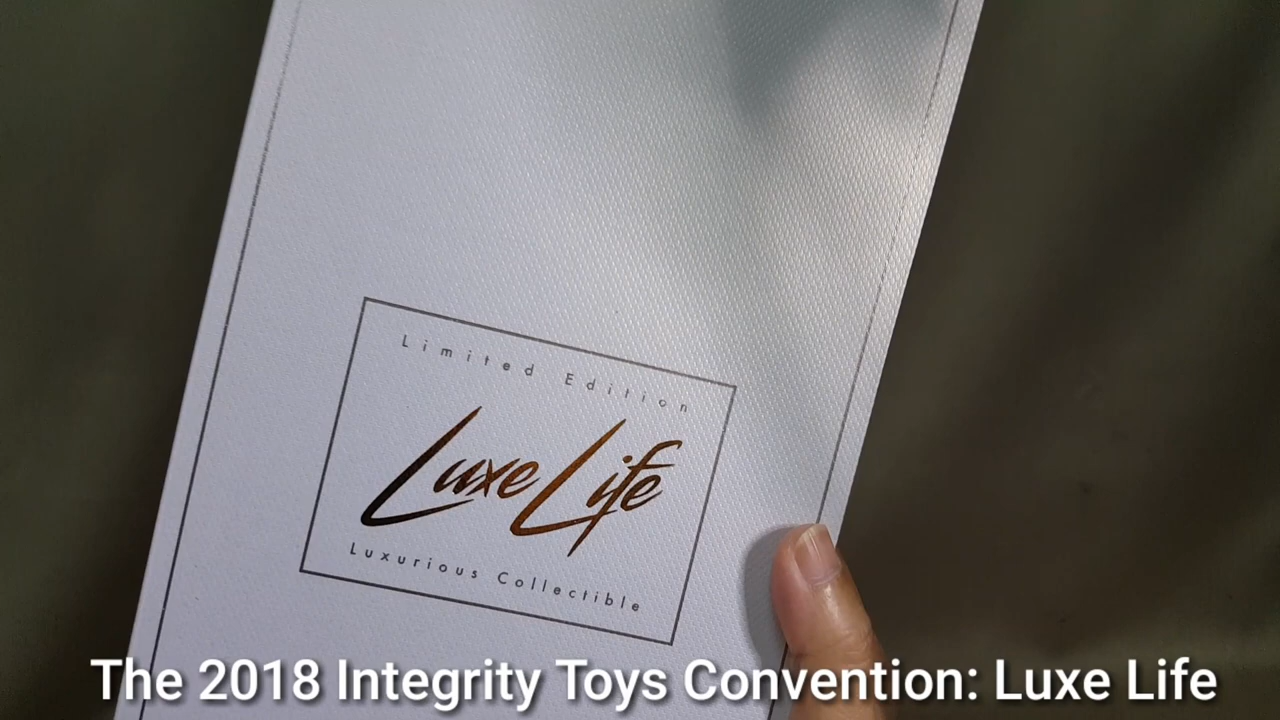 Limited Edition
Luxe Life
Luxurious Collectible
The 2018 Integrity Toys Convention: Luxe Life